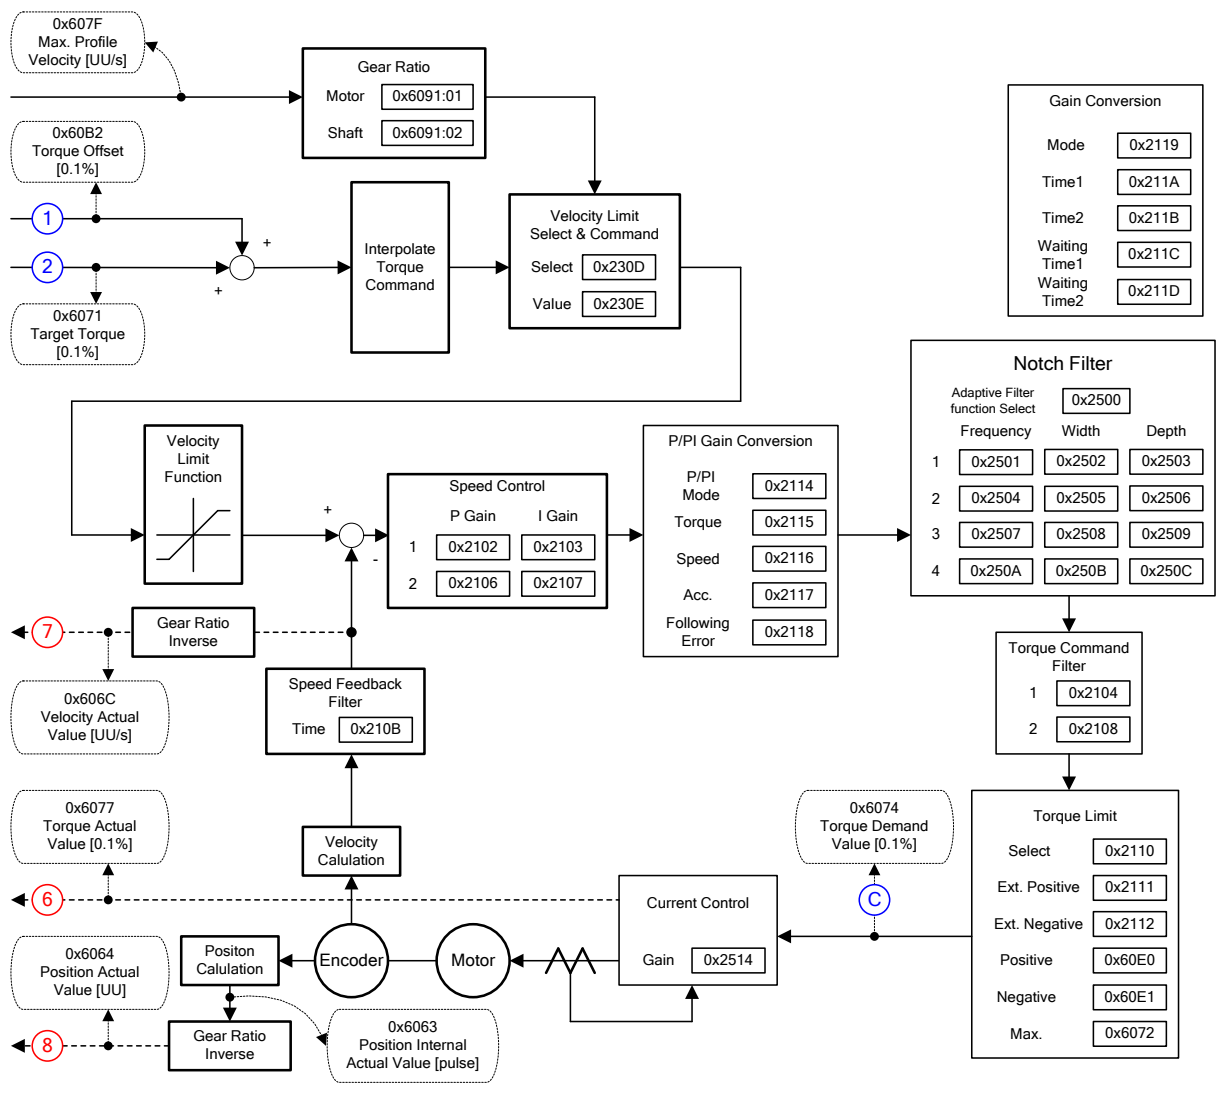 0x607F
Max. Profile
Velocity [UU/s]
Gear Ratio
Motor 0x6091:01
Shaft 0x6091:02
0x60B2
Torque Offset
[0.1%]
1
+
2
+
0x6071
Target Torque
[0.1%]
Interpolate
Torque
Command
Velocity Limit
Select & Command
Select 0x230D
Value 0x230E
Gain Conversion
Mode 0x2119
Time1 0x211A
Time2 0x211B
Waiting
Time1 0x211C
Waiting
Time2 0x211D
Velocity
Limit
Function
+
-
Speed Control
P Gain I Gain
1 0x2102 0x2103
2 0x2106 0x2107
P/PI Gain Conversion
P/PI
Mode 0x2114
Torque 0x2115
Speed 0x2116
Acc. 0x2117
Following
Error 0x2118
Notch Filter
Adaptive Filter
function Select 0x2500
Frequency Width Depth
1 0x2501 0x2502 0x2503
2 0x2504 0x2505 0x2506
3 0x2507 0x2508 0x2509
4 0x250A 0x250B 0x250C
7
Gear Ratio
Inverse
0x606C
Velocity Actual
Value [UU/s]
Speed Feedback
Filter
Time 0x210B
Torque Command
Filter
1 0x2104
2 0x2108
0x6077
Torque Actual
Value [0.1%]
Velocity
Calulation
0x6074
Torque Demand
Value [0.1%]
Torque Limit
Select 0x2110
Ext. Positive 0x2111
Ext. Negative 0x2112
Positive 0x60E0
Negative 0x60E1
Max. 0x6072
6
C
Current Control
Gain 0x2514
0x6064
Position Actual
Value [UU]
Positon
Calulation
Encoder
Motor
8
Gear Ratio
Inverse
0x6063
Position Internal
Actual Value [pulse]